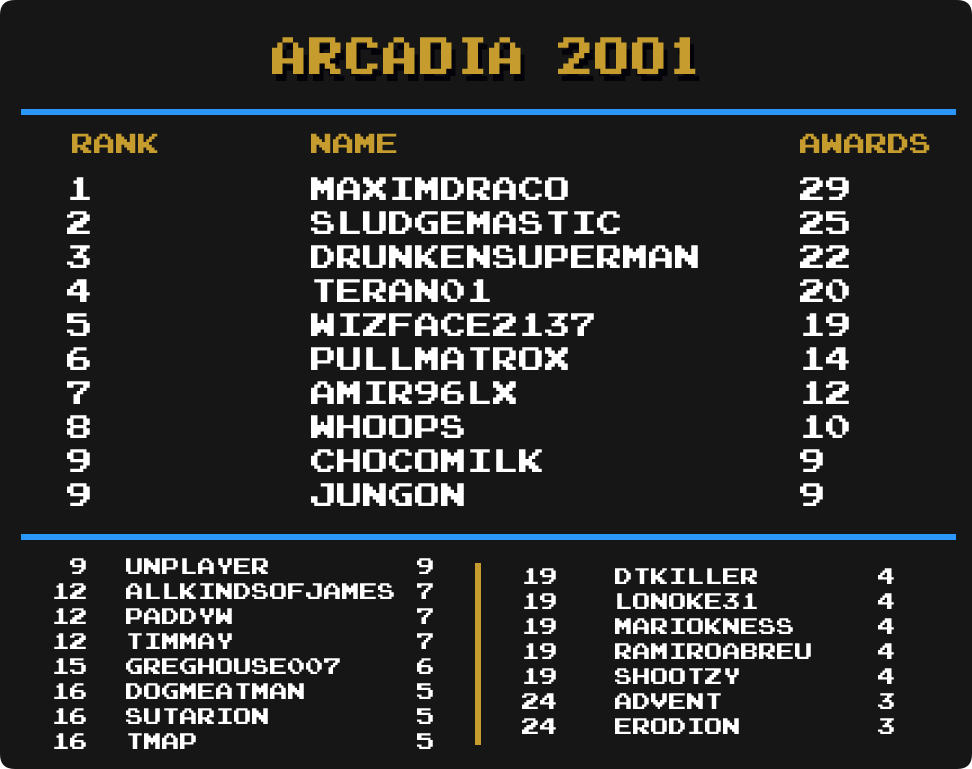 ARCADIA 2001
RANK NAME AWARDS
1 MAXIMDRACO 29
2 SLUDGEMASTIC 25
3 DRUNKENSUPERMAN 22
4 TERAN01 20
5 WIZFACE2137 19
6 PULLMATROX 14
7 AMIR96LX 12
8 WHOOPS 10
9 CHOCOMILK 9
9 JUNGON 9
9 UNPLAYER 9
12 ALLKINDSOFJAMES 7
12 PADDYW 7
12 TIMMAY 7
15 GREGHOUSE007 6
16 DOGMEATMAN 5
16 SUTARION 5
16 TMAP 5
19 DTKILLER 4
19 LONOKE31 4
19 MARIOKNESS 4
19 RAMIROABREU 4
19 SHOOTZY 4
24 ADVENT 3
24 ERODION 3